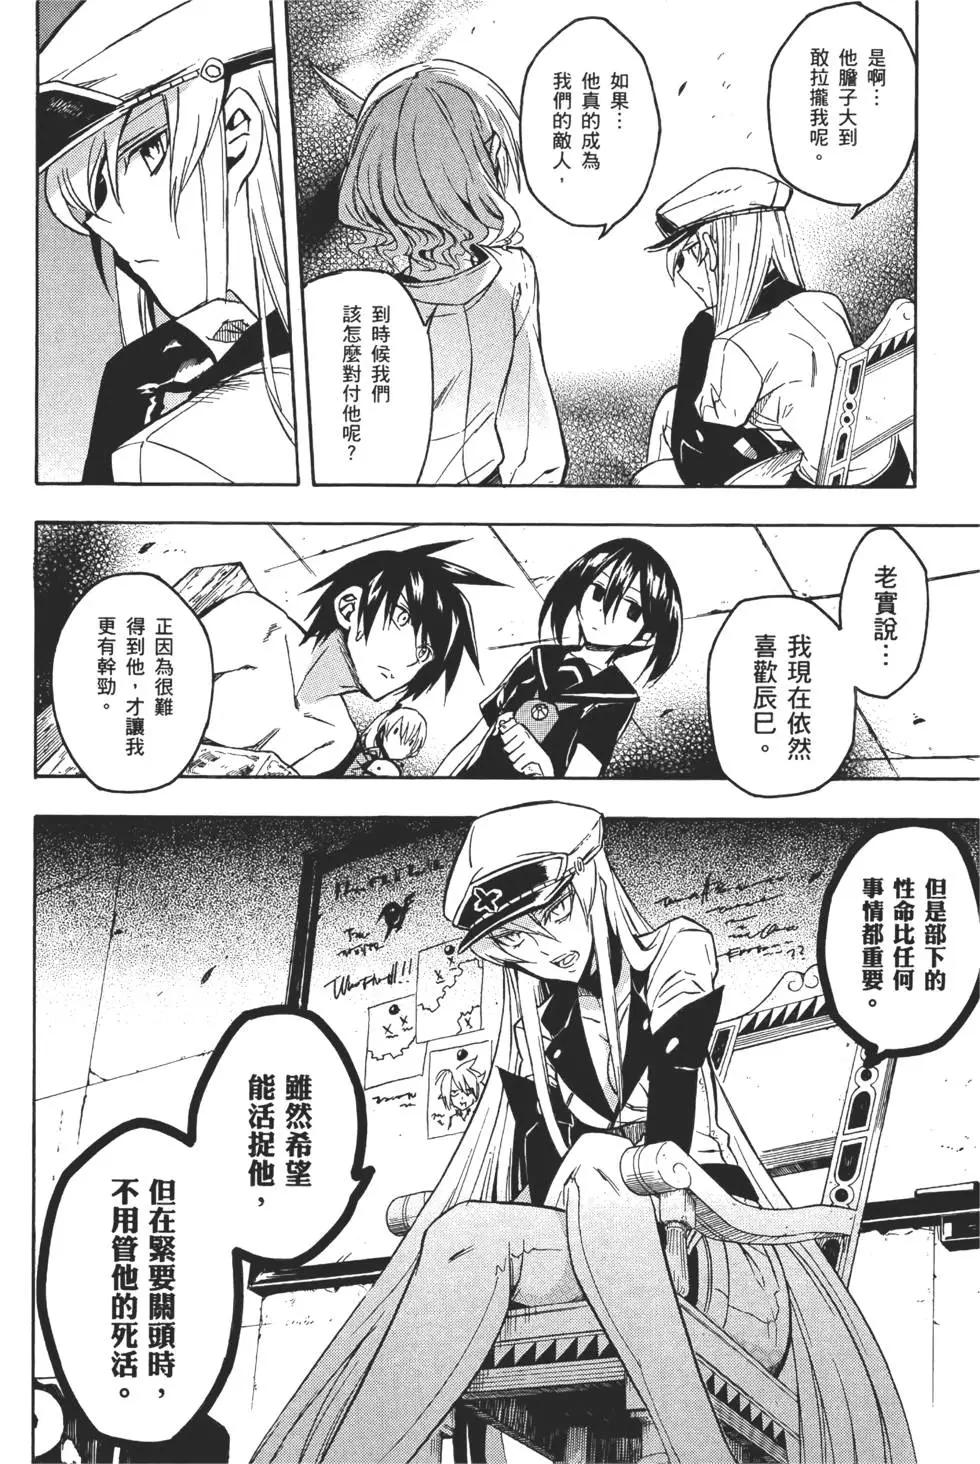 是啊…
他膽子大到
敢拉攏我呢。
如果…
他真的成為
我們的敵人，
到時候我們
該怎麼對付他呢？
老實說…
我現在依然
喜歡辰巳。
正因為很難
得到他，才讓我
更有幹勁。
但是部下的
性命比任何
事情都重要。
雖然希望
能活捉他，
但在緊要關頭時，
不用管他的死活。